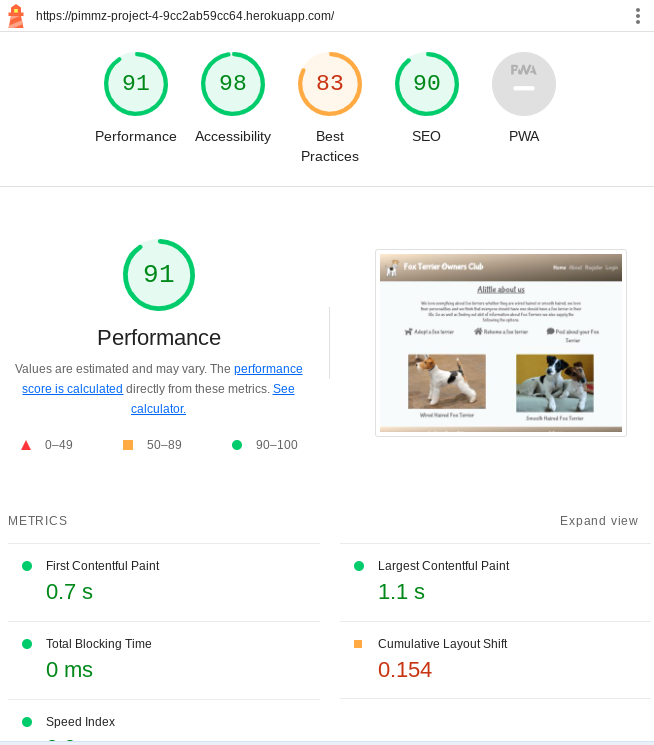 https://pimmz-project-4-9cc2ab59cc64.herokuapp.com/
91
98
83
90
PWA
Performance
Accessibility
Best
Practices
SEO
PWA
91
Performance
Values are estimated and may vary. The performance
score is calculated directly from these metrics. See
calculator.
0–49
50–89
90–100
Fox Terrier Owners Club
Home About Register Login
A little about us
Adopt a fox terrier
Rehome a fox terrier
Post about your Fox
Terrier
Wired Haired Fox Terrier
Smooth Haired Fox Terrier
METRICS
Expand view
First Contentful Paint
0.7 s
Largest Contentful Paint
1.1 s
Total Blocking Time
0 ms
Cumulative Layout Shift
0.154
Speed Index